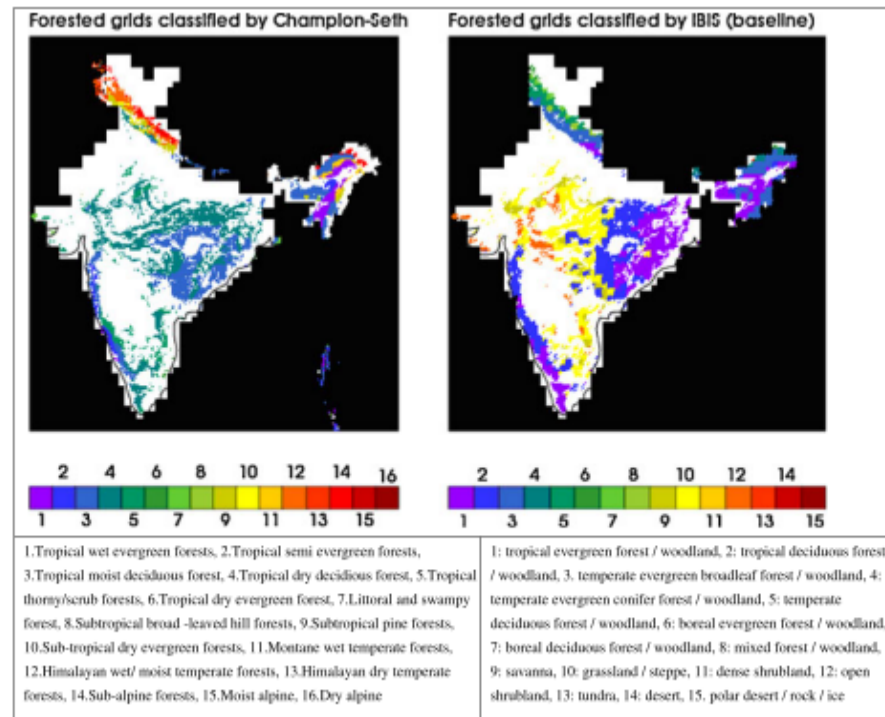 Forested grids classified by Champion-Seth
Forested grids classified by IBIS (baseline)
2 4 6 8 10 12 14 16
1 3 5 7 9 11 13 15
2 4 6 8 10 12 14
1 3 5 7 9 11 13 15
1.Tropical wet evergreen forests, 2.Tropical semi evergreen forests,
3.Tropical moist deciduous forest, 4.Tropical dry decidious forest, 5.Tropical
thorny/scrub forests, 6.Tropical dry evergreen forest, 7.Littoral and swampy
forest, 8.Subtropical broad -leaved hill forests, 9.Subtropical pine forests,
10.Sub-tropical dry evergreen forests, 11.Montane wet temperate forests,
12.Himalayan wet/ moist temperate forests, 13.Himalayan dry temperate
forests, 14.Sub-alpine forests, 15.Moist alpine, 16.Dry alpine
1: tropical evergreen forest / woodland, 2: tropical deciduous forest
/ woodland, 3. temperate evergreen broadleaf forest / woodland, 4:
temperate evergreen conifer forest / woodland, 5: temperate
deciduous forest / woodland, 6: boreal evergreen forest / woodland,
7: boreal deciduous forest / woodland, 8: mixed forest / woodland,
9: savanna, 10: grassland / steppe, 11: dense shrubland, 12: open
shrubland, 13: tundra, 14: desert, 15. polar desert / rock / ice